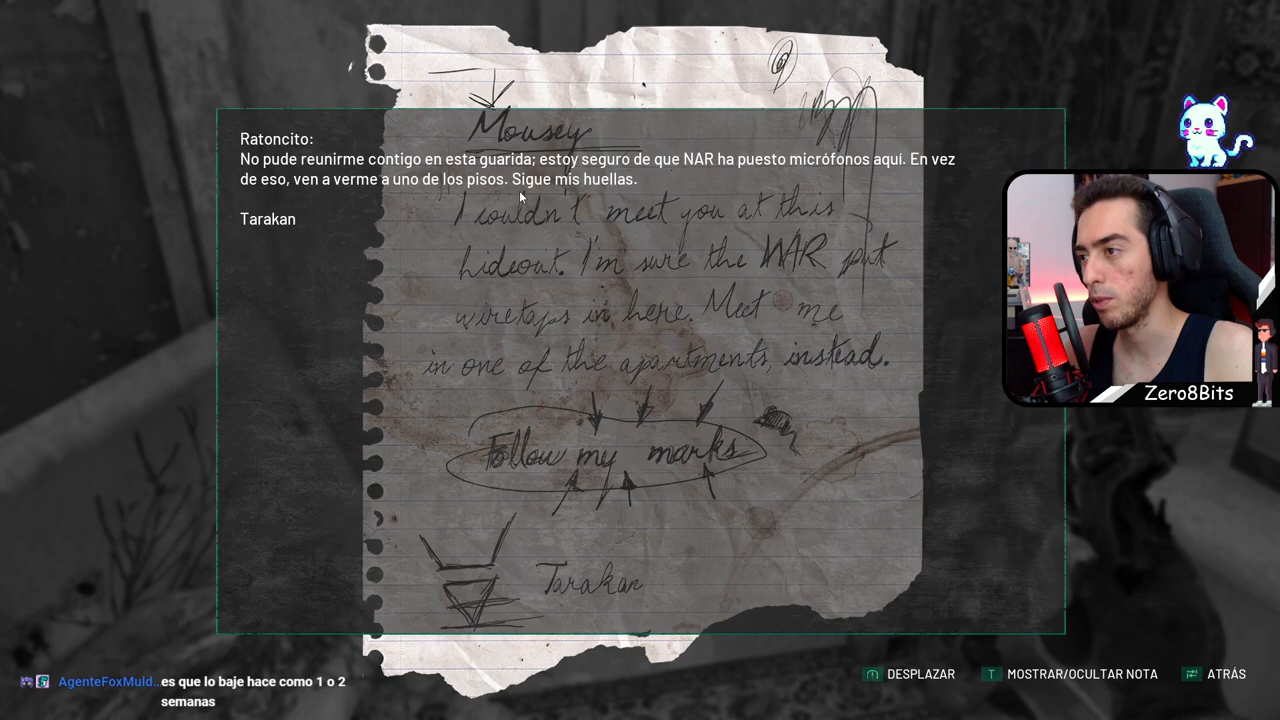 Mousey
Ratoncito:
No pude reunirme contigo en esta guarida; estoy seguro de que NAR ha puesto micrófonos aquí. En vez
de eso, ven a verme a uno de los pisos. Sigue mis huellas.
Tarakan
I couldn't meet you at this
hideout. I'm sure the NAR put
wiretaps in here. Meet me
in one of the apartments, instead.
Follow my marks
Tarakan
Zero8Bits
AgenteFoxMuld... es que lo baje hace como 1 o 2
semanas
DESPLAZAR T MOSTRAR/OCULTAR NOTA ATRÁS